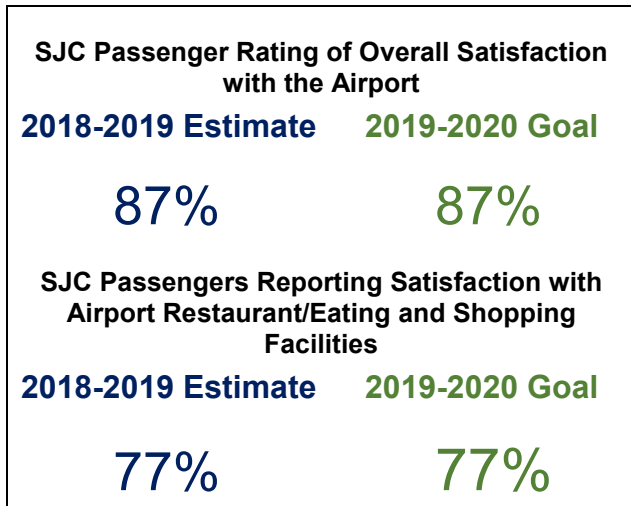 SJC Passenger Rating of Overall Satisfaction
with the Airport
2018-2019 Estimate 2019-2020 Goal
87% 87%
SJC Passengers Reporting Satisfaction with
Airport Restaurant/Eating and Shopping
Facilities
2018-2019 Estimate 2019-2020 Goal
77% 77%